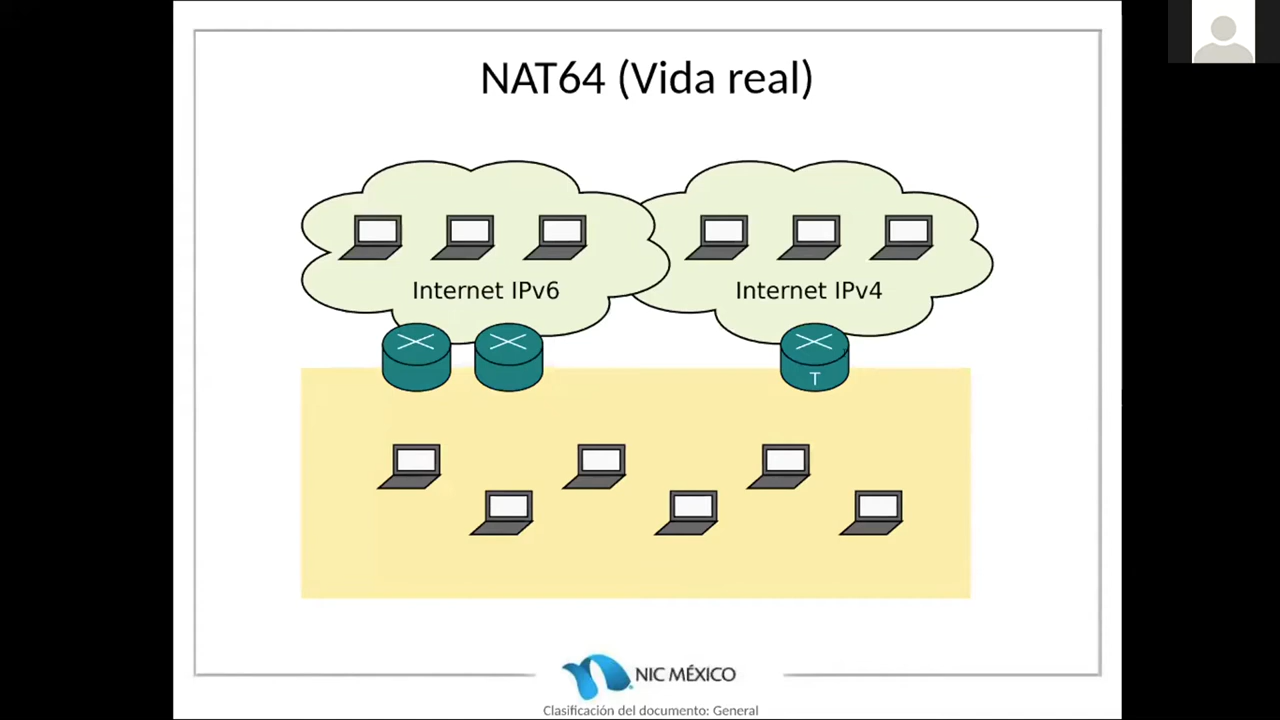 NAT64 (Vida real)
Internet IPv6
Internet IPv4
T
NIC MÉXICO
Clasificación del documento: General